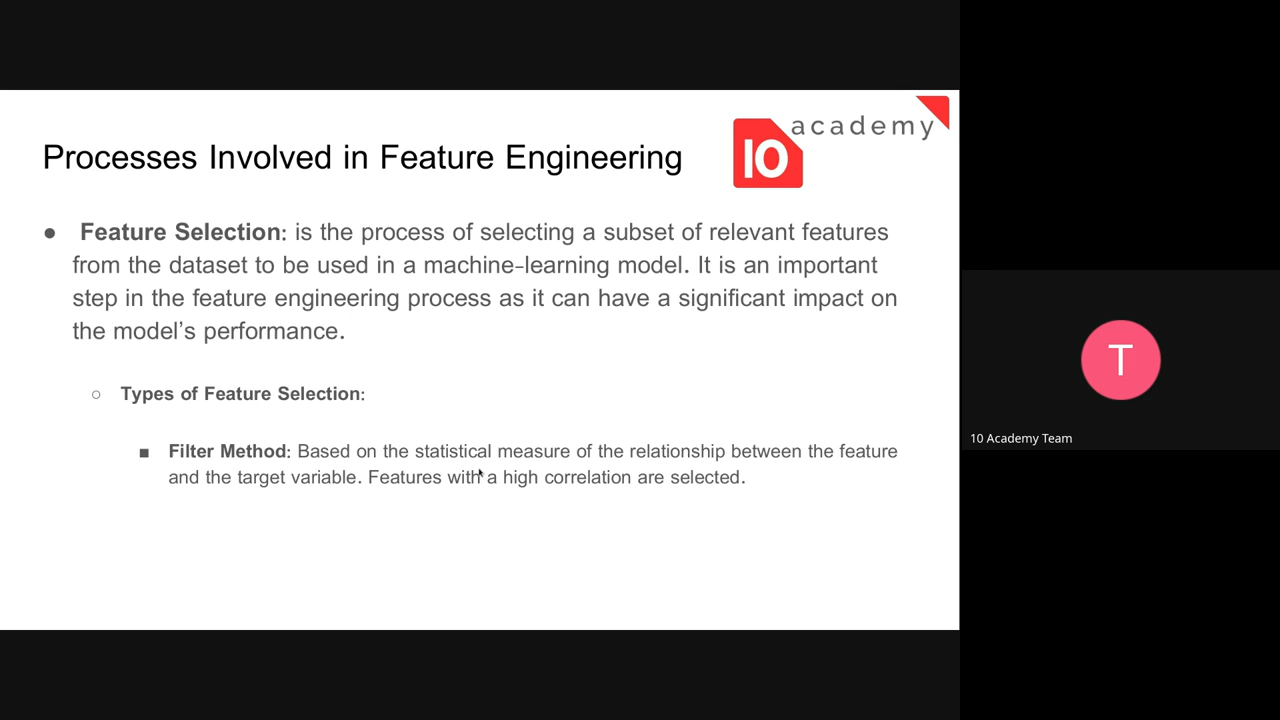 academy
10
Processes Involved in Feature Engineering
● Feature Selection: is the process of selecting a subset of relevant features
from the dataset to be used in a machine-learning model. It is an important
step in the feature engineering process as it can have a significant impact on
the model's performance.
○ Types of Feature Selection:
■ Filter Method: Based on the statistical measure of the relationship between the feature
and the target variable. Features with a high correlation are selected.
T
10 Academy Team